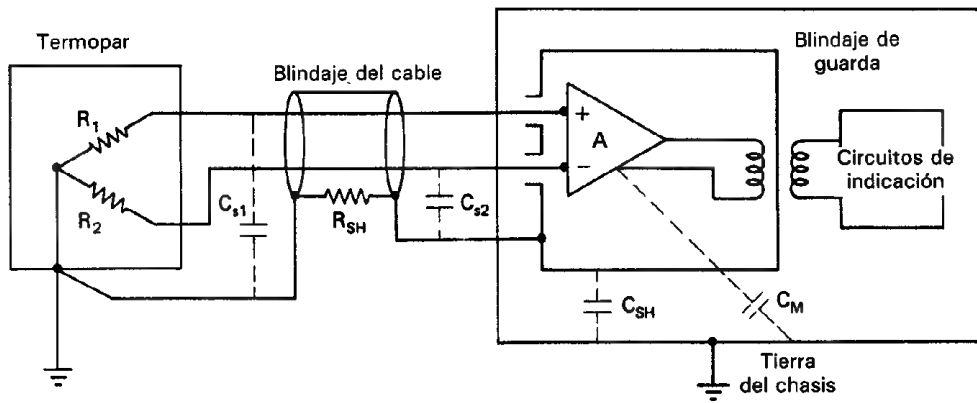 Termopar
Blindaje del cable
Blindaje de
guarda
R1
R2
Cs1
RSH
Cs2
+
A
−
Circuitos de
indicación
CSH
CM
Tierra
del chasis